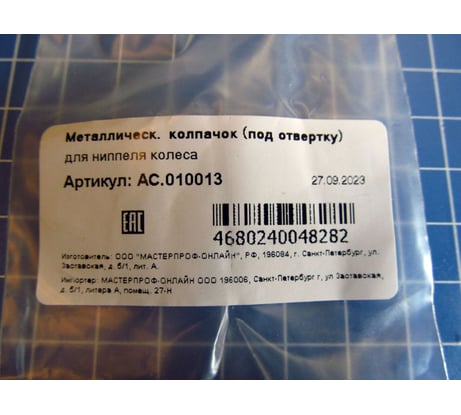 Металлическ. колпачок (под отвертку)
для ниппеля колеса
Артикул: АС.010013
27.09.2023
EAC
4680240048282
Изготовитель: ООО "МАСТЕРПРОФ-ОНЛАЙН", РФ, 196084, г. Санкт-Петербург, ул.
Заставская, д. 5/1, лит. А.
Импортер: МАСТЕРПРОФ-ОНЛАЙН ООО 196006, Санкт-Петербург г, ул Заставская,
д. 5/1, литера А, помещ. 27-Н